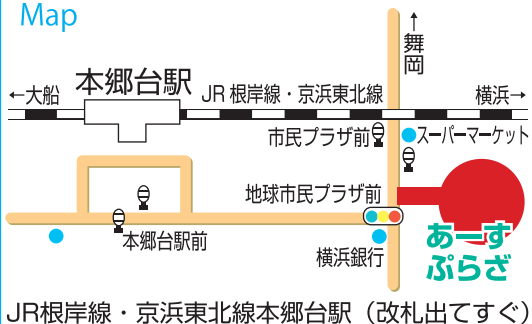 Map
↑舞岡
本郷台駅
←大船
JR 根岸線・京浜東北線
横浜→
市民プラザ前
スーパーマーケット
地球市民プラザ前
本郷台駅前
横浜銀行
あーす
ぷらざ
JR根岸線・京浜東北線本郷台駅（改札出てすぐ）